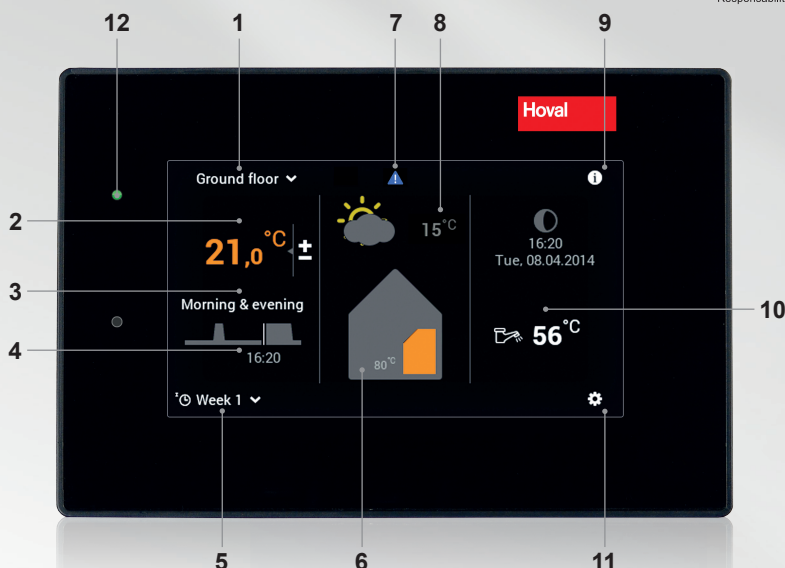 Responsabilit
12 1 7 8 9
Hoval
Ground floor
2
21,0 °C ±
15°C
16:20
Tue, 08.04.2014
3
Morning & evening
10
56°C
4
16:20
80°C
Week 1
5 6 11